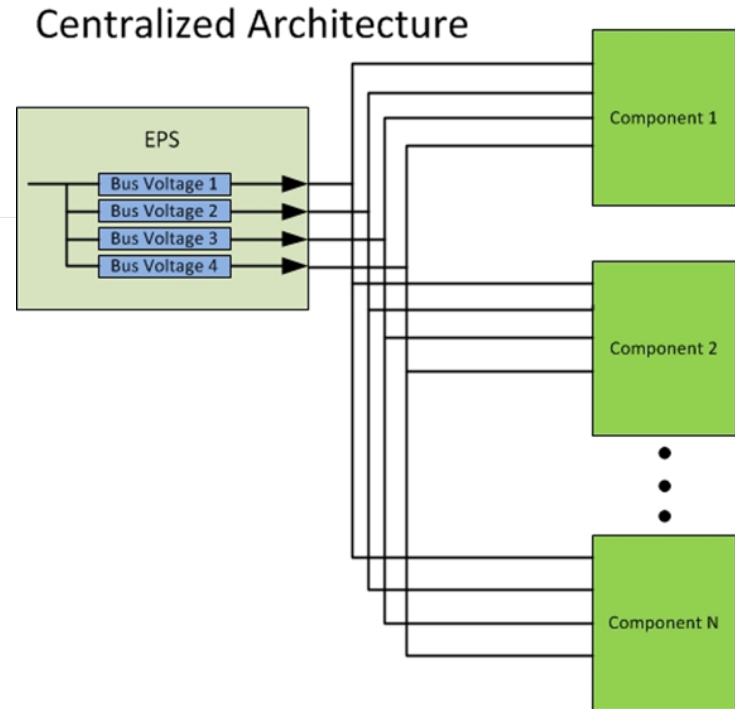 Centralized Architecture
EPS
Bus Voltage 1
Bus Voltage 2
Bus Voltage 3
Bus Voltage 4
Component 1
Component 2
Component N